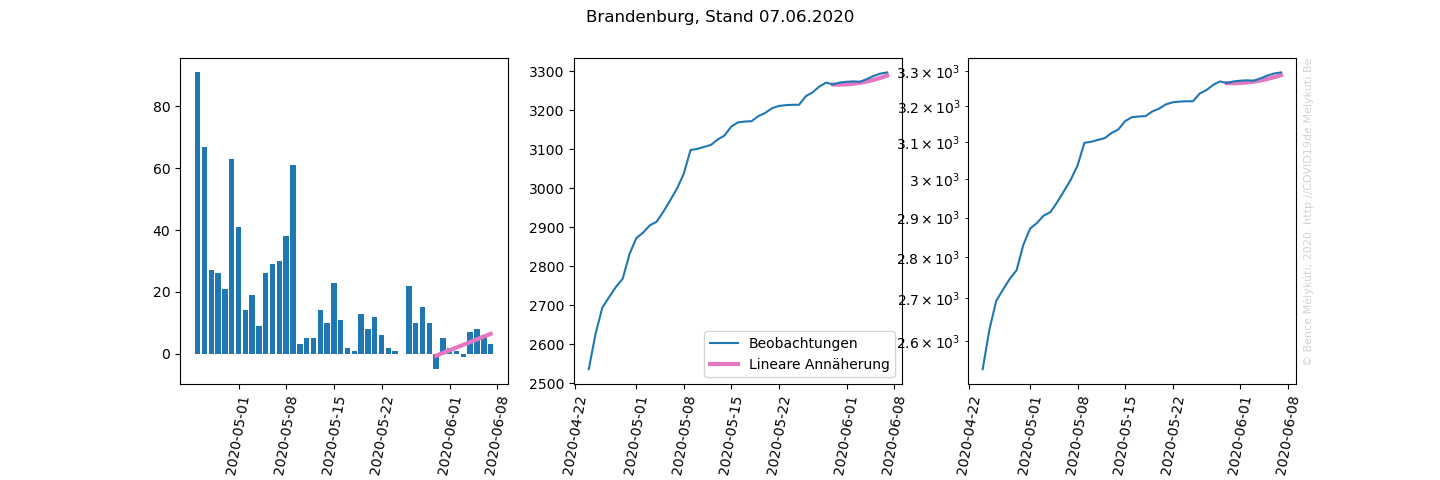 Brandenburg, Stand 07.06.2020
80
60
40
20
0
2020-05-01
2020-05-08
2020-05-15
2020-05-22
2020-06-01
2020-06-08
3300
3200
3100
3000
2900
2800
2700
2600
2500
2020-04-22
2020-05-01
2020-05-08
2020-05-15
2020-05-22
2020-06-01
2020-06-08
Beobachtungen
Lineare Annäherung
3.3 × 10³
3.2 × 10³
3.1 × 10³
3 × 10³
2.9 × 10³
2.8 × 10³
2.7 × 10³
2.6 × 10³
2020-04-22
2020-05-01
2020-05-08
2020-05-15
2020-05-22
2020-06-01
2020-06-08
© Bence Mélykúti, 2020. http://COVID19de.Melykuti.Be